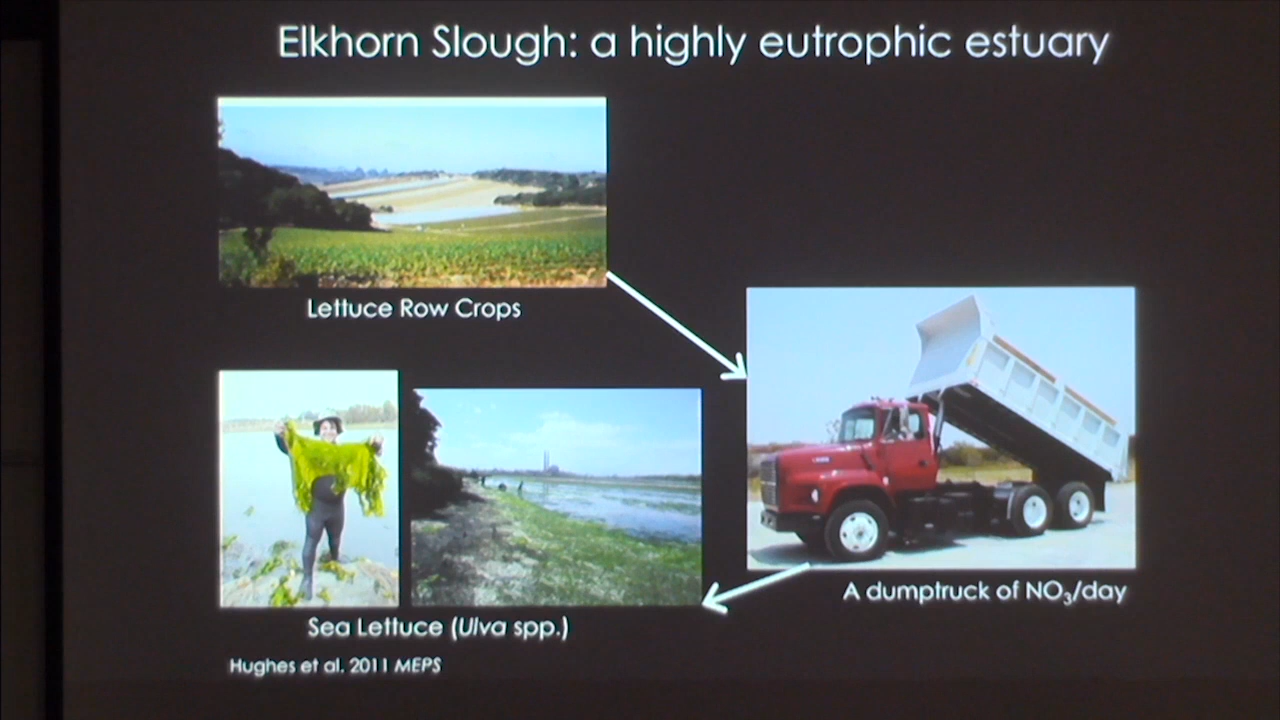 Elkhorn Slough: a highly eutrophic estuary
Lettuce Row Crops
A dumptruck of NO₃/day
Sea Lettuce (Ulva spp.)
Hughes et al. 2011 MEPS